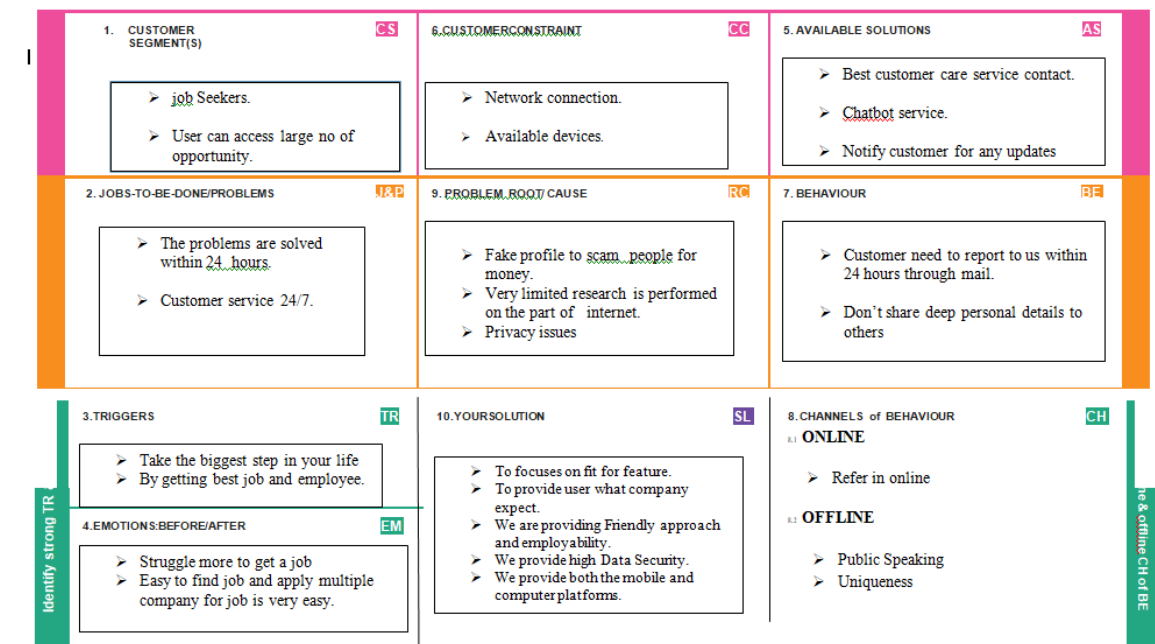 1. CUSTOMER
SEGMENT(S)
CS
➢ job Seekers.
➢ User can access large no of
opportunity.
6.CUSTOMERCONSTRAINT
CC
➢ Network connection.
➢ Available devices.
5. AVAILABLE SOLUTIONS
AS
➢ Best customer care service contact.
➢ Chatbot service.
➢ Notify customer for any updates
2. JOBS-TO-BE-DONE/PROBLEMS
J&P
➢ The problems are solved
within 24 hours.
➢ Customer service 24/7.
9. PROBLEM ROOT/ CAUSE
RC
➢ Fake profile to scam people for
money.
➢ Very limited research is performed
on the part of internet.
➢ Privacy issues
7. BEHAVIOUR
BE
➢ Customer need to report to us within
24 hours through mail.
➢ Don't share deep personal details to
others
3.TRIGGERS
TR
➢ Take the biggest step in your life
➢ By getting best job and employee.
4.EMOTIONS:BEFORE/AFTER
EM
➢ Struggle more to get a job
➢ Easy to find job and apply multiple
company for job is very easy.
10.YOURSOLUTION
SL
➢ To focuses on fit for feature.
➢ To provide user what company
expect.
➢ We are providing Friendly approach
and employability.
➢ We provide high Data Security.
➢ We provide both the mobile and
computer platforms.
8.CHANNELS of BEHAVIOUR
CH
8.1 ONLINE
➢ Refer in online
8.2 OFFLINE
➢ Public Speaking
➢ Uniqueness
Identify strong TR
& offline CH of BE